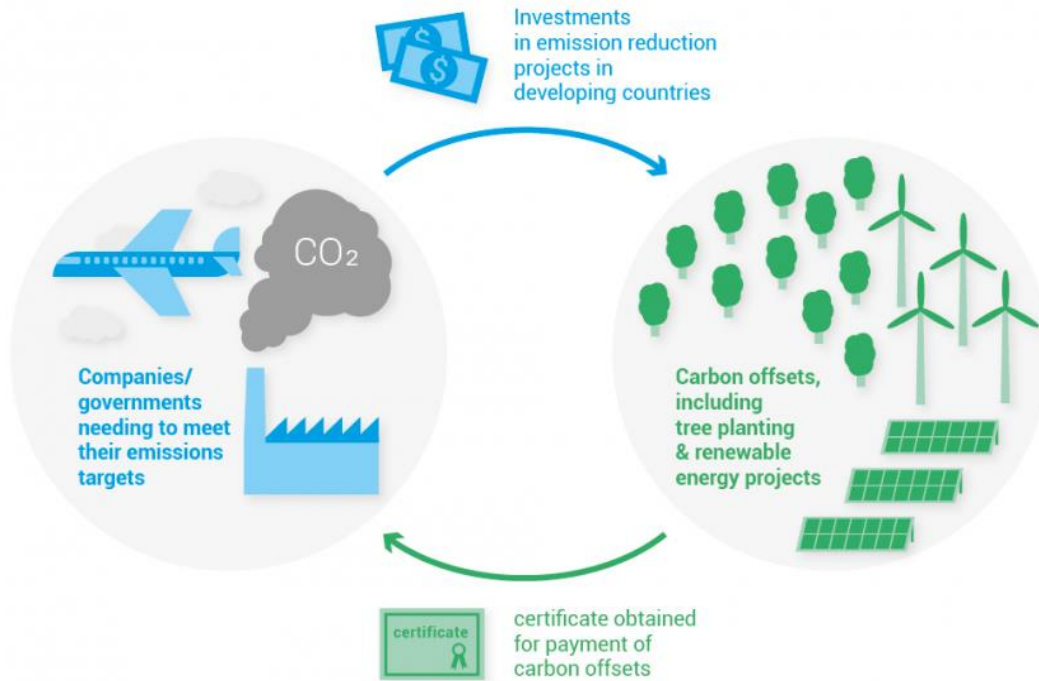 Investments
in emission reduction
projects in
developing countries
CO₂
Companies/
governments
needing to meet
their emissions
targets
Carbon offsets,
including
tree planting
& renewable
energy projects
certificate
certificate obtained
for payment of
carbon offsets
$
$